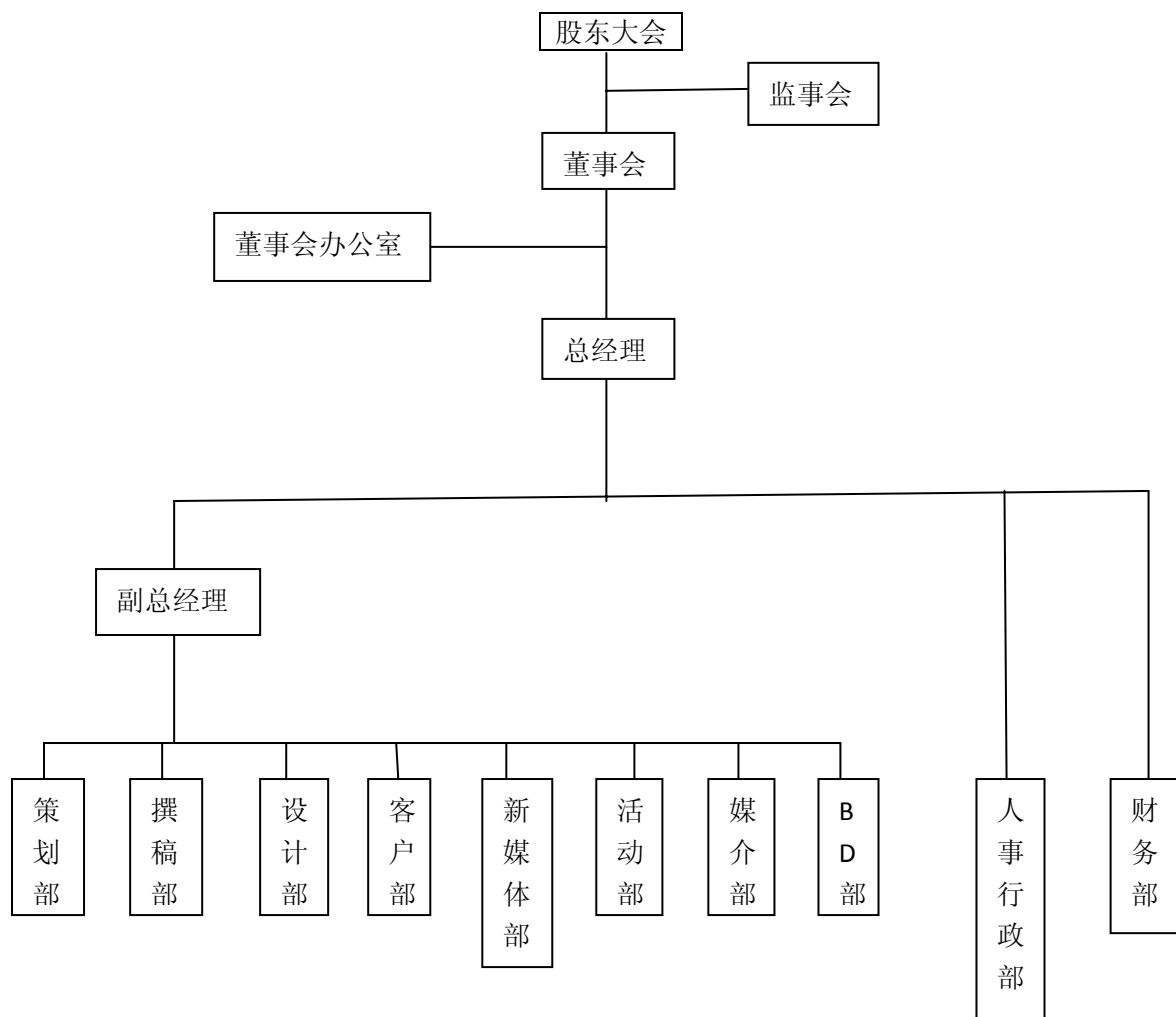 股东大会
监事会
董事会
董事会办公室
总经理
副总经理
策划部
撰稿部
设计部
客户部
新媒体部
活动部
媒介部
BD部
人事行政部
财务部